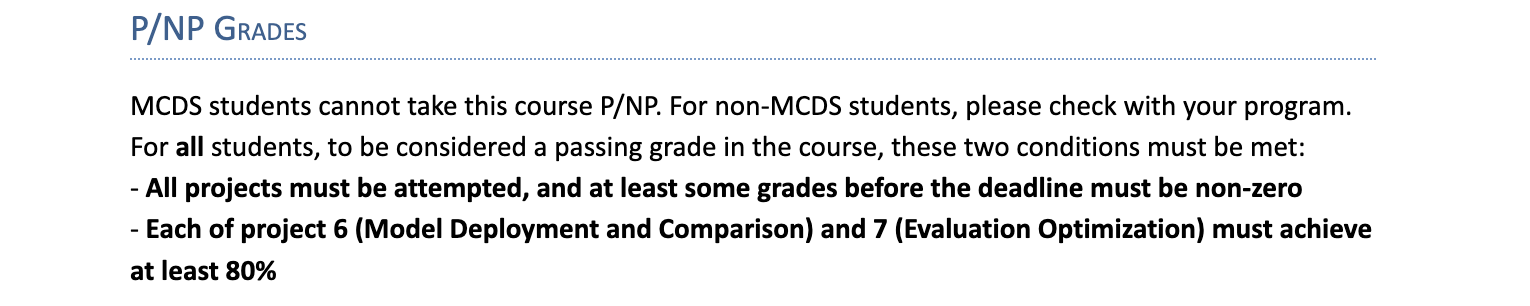 P/NP GRADES
MCDS students cannot take this course P/NP. For non-MCDS students, please check with your program.
For all students, to be considered a passing grade in the course, these two conditions must be met:
- All projects must be attempted, and at least some grades before the deadline must be non-zero
- Each of project 6 (Model Deployment and Comparison) and 7 (Evaluation Optimization) must achieve
at least 80%